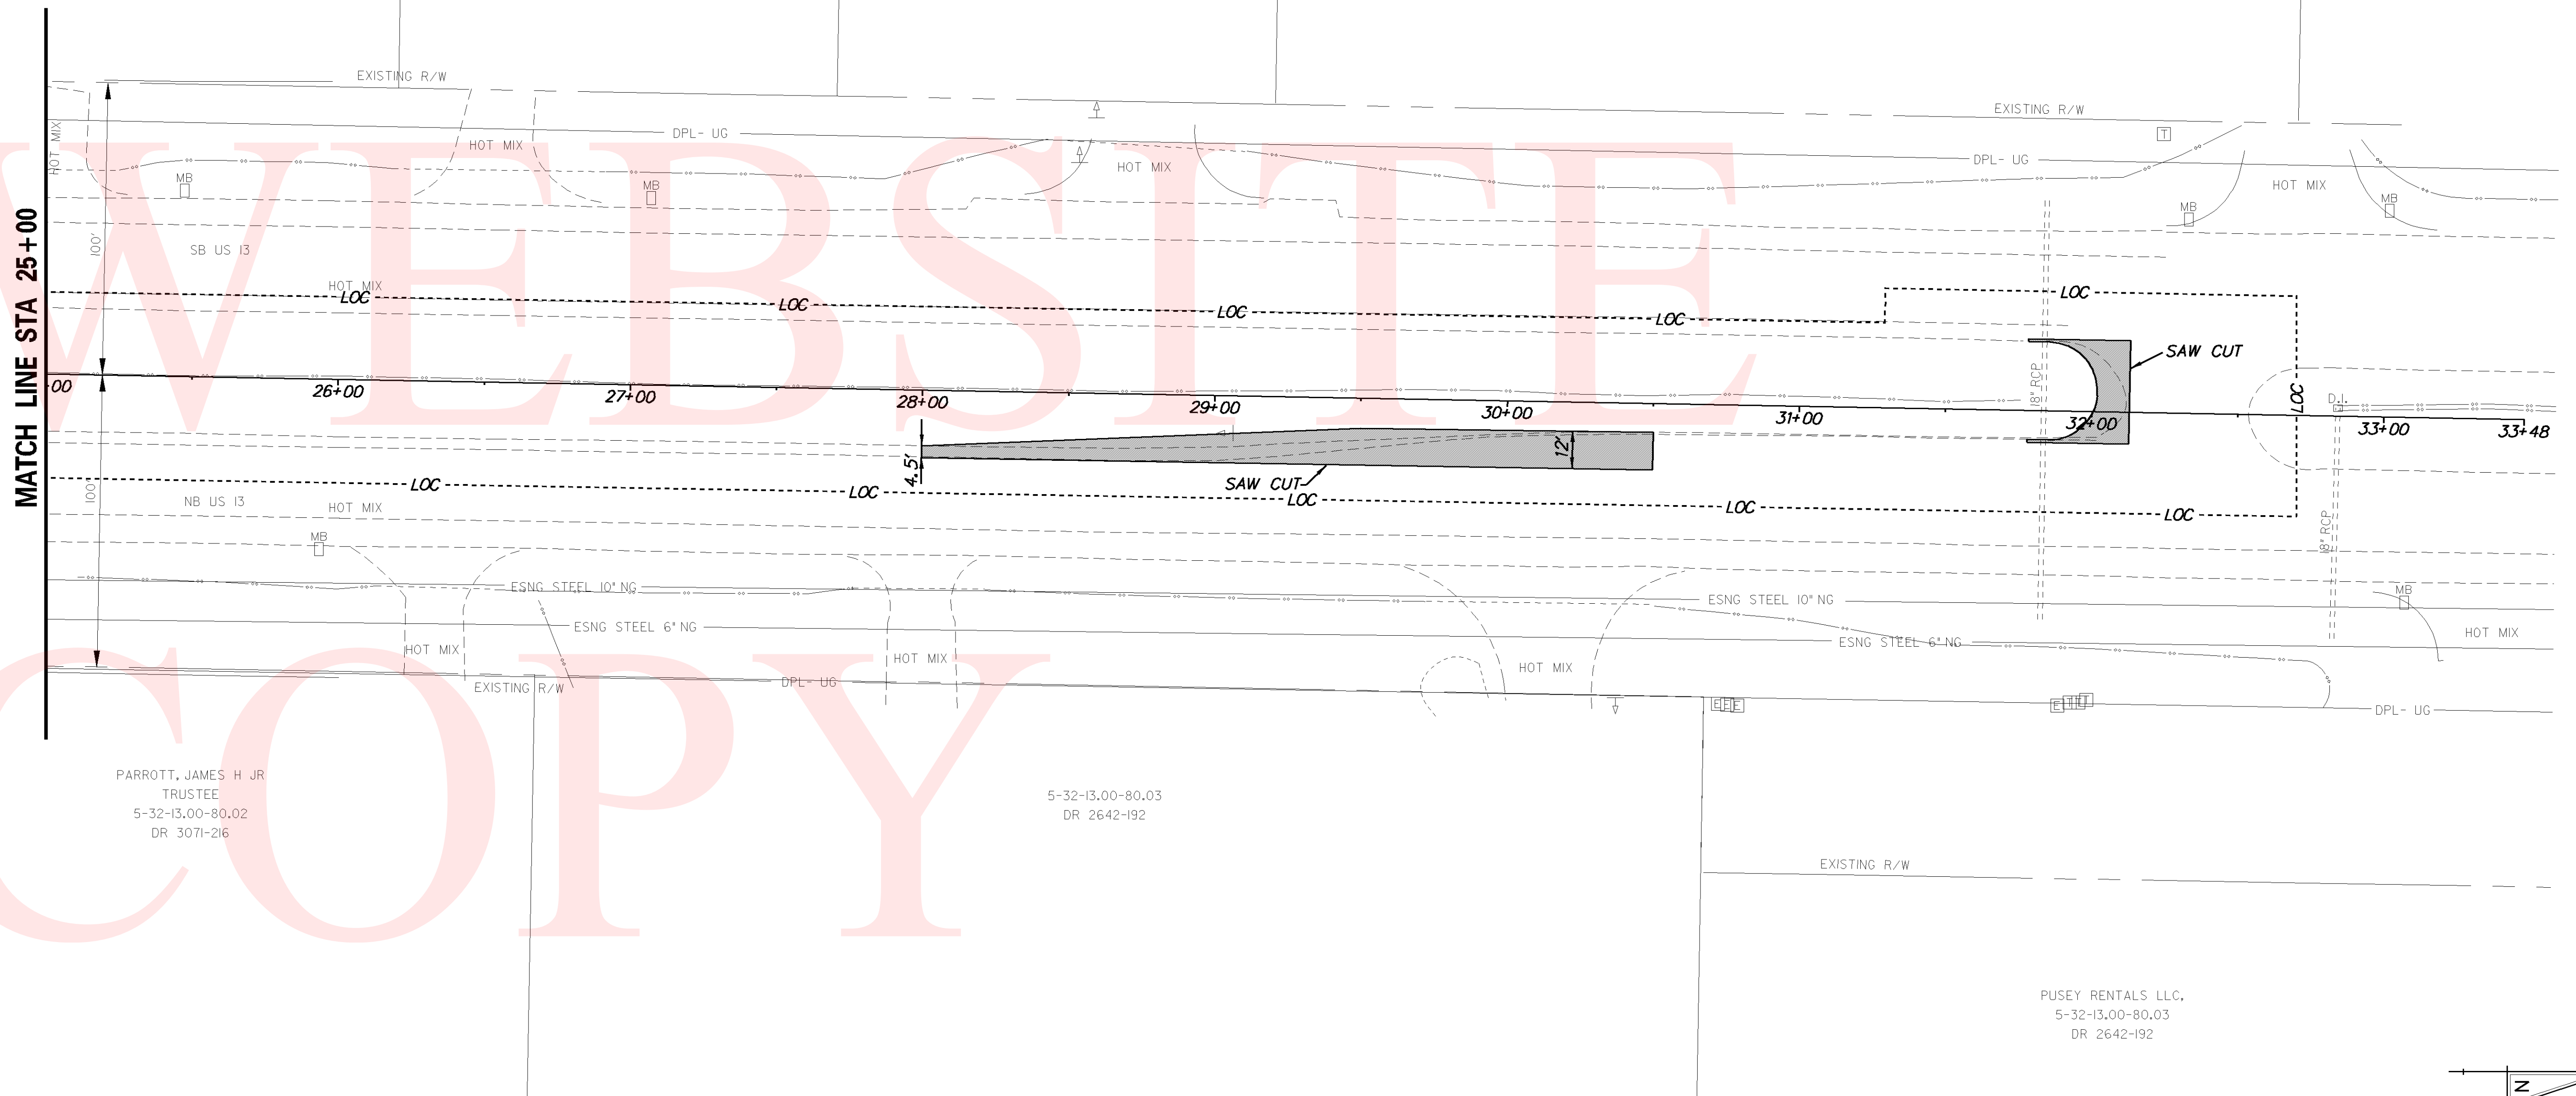 WEBSITE
COPY
MATCH LINE STA 25+00
EXISTING R/W
EXISTING R/W
HOT MIX
DPL- UG
HOT MIX
HOT MIX
T
DPL- UG
HOT MIX
MB
MB
MB
MB
100'
SB US 13
HOT MIX
LOC
LOC
LOC
LOC
LOC
SAW CUT
00
26+00
27+00
28+00
29+00
30+00
31+00
32+00
33+00
33+48
18" RCP
LOC
D.I.
4.5'
12'
SAW CUT
100'
NB US 13
HOT MIX
LOC
LOC
LOC
LOC
LOC
18" RCP
MB
MB
ESNG STEEL 10" NG
ESNG STEEL 10" NG
ESNG STEEL 6" NG
ESNG STEEL 6" NG
HOT MIX
HOT MIX
HOT MIX
HOT MIX
EXISTING R/W
DPL- UG
E E E
E T T T
DPL- UG
PARROTT, JAMES H JR
TRUSTEE
5-32-13.00-80.02
DR 3071-216
5-32-13.00-80.03
DR 2642-192
EXISTING R/W
PUSEY RENTALS LLC,
5-32-13.00-80.03
DR 2642-192
N